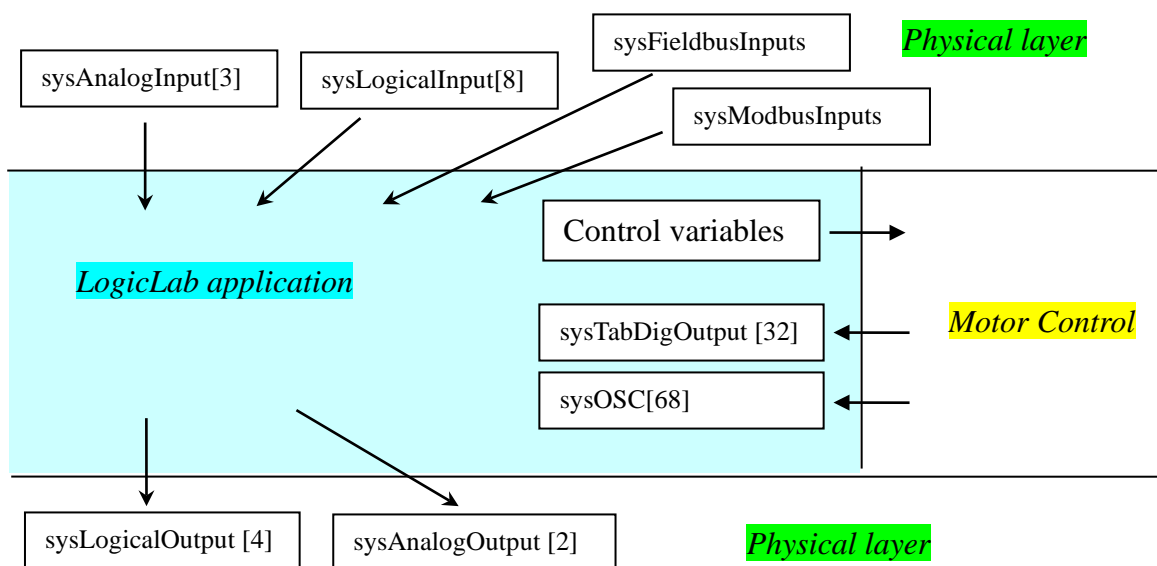 sysFieldbusInputs
Physical layer
sysAnalogInput[3]
sysLogicalInput[8]
sysModbusInputs
Control variables
LogicLab application
sysTabDigOutput [32]
Motor Control
sysOSC[68]
sysLogicalOutput [4]
sysAnalogOutput [2]
Physical layer